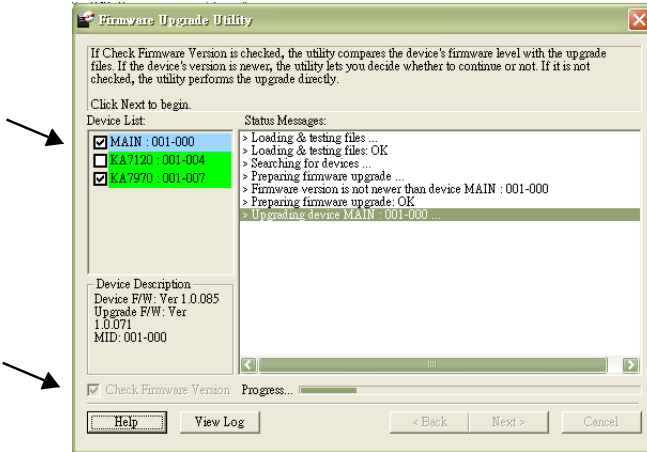 Firmware Upgrade Utility
If Check Firmware Version is checked, the utility compares the device's firmware level with the upgrade
files. If the device's version is newer, the utility lets you decide whether to continue or not. If it is not
checked, the utility performs the upgrade directly.
Click Next to begin.
Device List:
MAIN : 001-000
KA7120 : 001-004
KA7970 : 001-007
Status Messages:
> Loading & testing files ...
> Loading & testing files: OK
> Searching for devices ...
> Preparing firmware upgrade ...
> Firmware version is not newer than device MAIN : 001-000
> Preparing firmware upgrade: OK
> Upgrading device MAIN : 001-000 ...
Device Description
Device F/W: Ver 1.0.085
Upgrade F/W: Ver
1.0.071
MID: 001-000
Check Firmware Version
Progress...
Help
View Log
< Back
Next >
Cancel